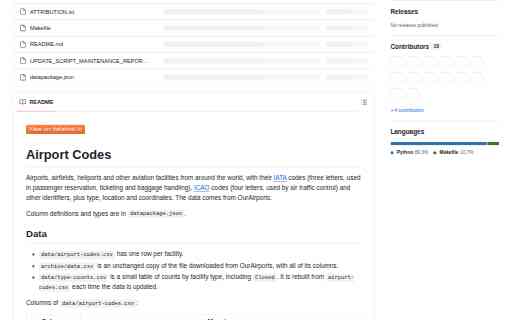 ATTRIBUTION.txt
Makefile
README.md
UPDATE_SCRIPT_MAINTENANCE_REPOR...
datapackage.json
README
View on datahub.io
Airport Codes
Airports, airfields, heliports and other aviation facilities from around the world, with their IATA codes (three letters, used
in passenger reservation, ticketing and baggage handling), ICAO codes (four letters, used by air traffic control) and
other identifiers, plus type, location and coordinates. The data comes from OurAirports.
Column definitions and types are in datapackage.json.
Data
• data/airport-codes.csv has one row per facility.
• archive/data.csv is an unchanged copy of the file downloaded from OurAirports, with all of its columns.
• data/type-counts.csv is a small table of counts by facility type, including Closed. It is rebuilt from airport-
codes.csv each time the data is updated.
Columns of data/airport-codes.csv:
Releases
No releases published
Contributors
Languages
Python Makefile